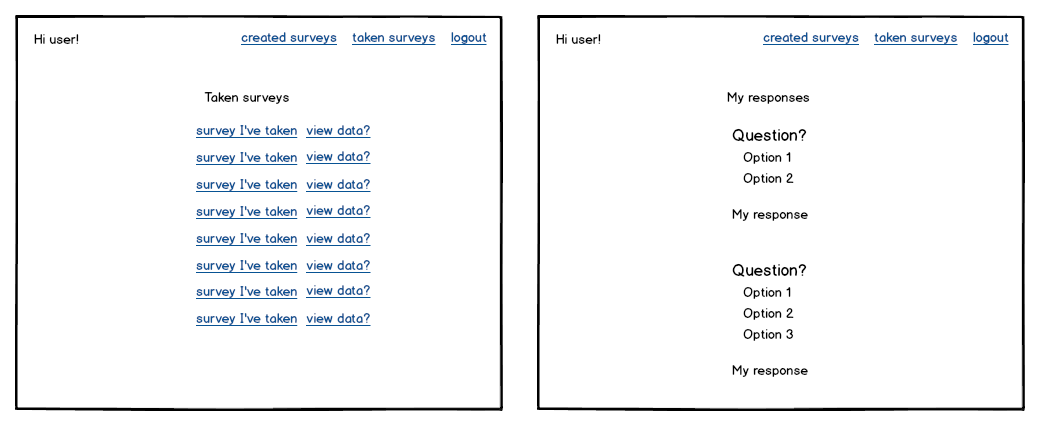 Hi user! created surveys taken surveys logout
Taken surveys
survey I've taken view data?
survey I've taken view data?
survey I've taken view data?
survey I've taken view data?
survey I've taken view data?
survey I've taken view data?
survey I've taken view data?
survey I've taken view data?
Hi user! created surveys taken surveys logout
My responses
Question?
Option 1
Option 2
My response
Question?
Option 1
Option 2
Option 3
My response